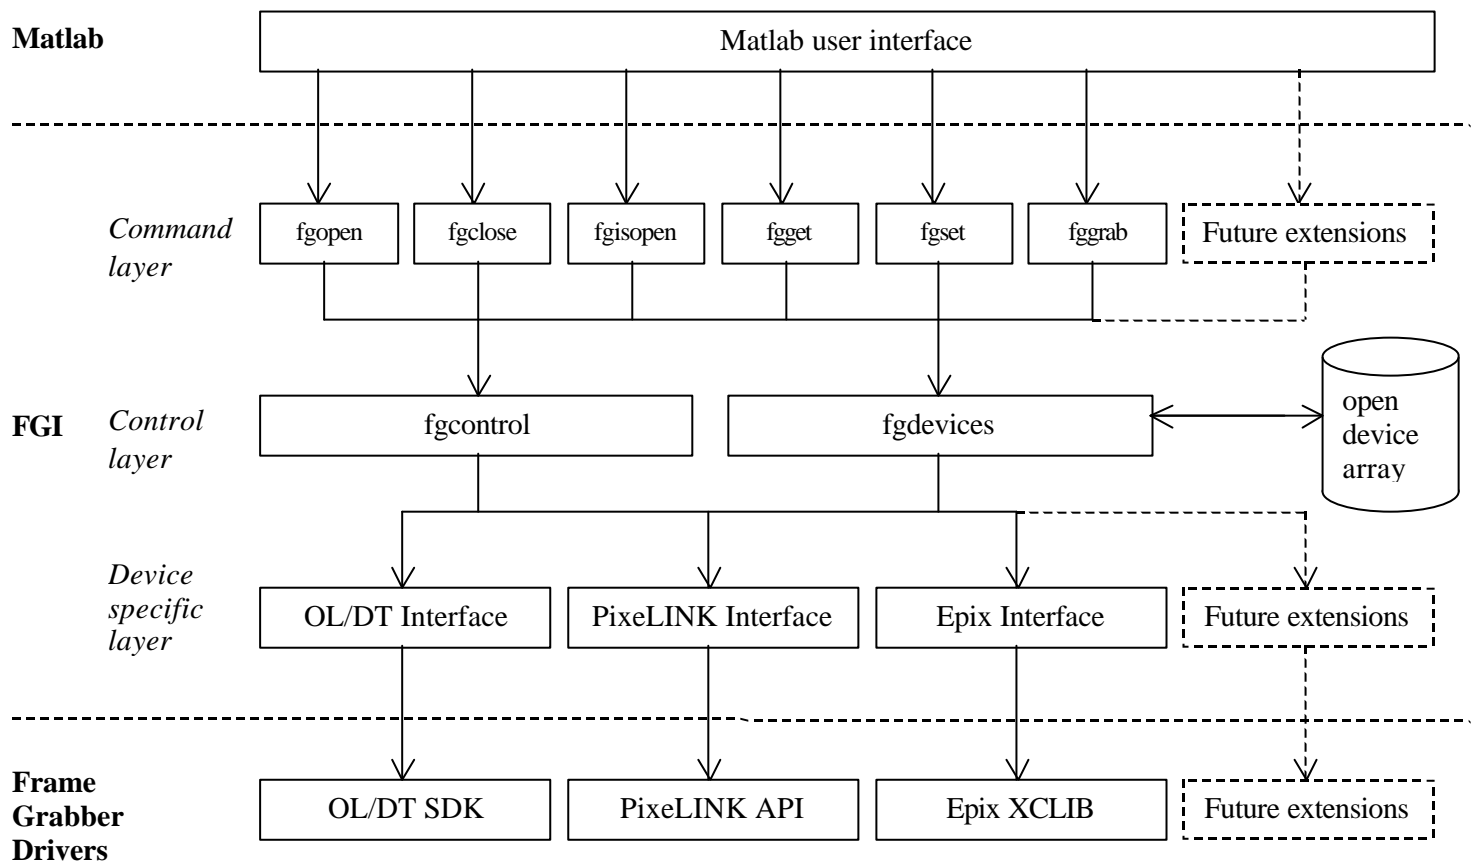 Matlab
Matlab user interface
Command
layer
fgopen
fgclose
fgisopen
fgget
fgset
fggrab
Future extensions
FGI
Control
layer
fgcontrol
fgdevices
open
device
array
Device
specific
layer
OL/DT Interface
PixeLINK Interface
Epix Interface
Future extensions
Frame
Grabber
Drivers
OL/DT SDK
PixeLINK API
Epix XCLIB
Future extensions